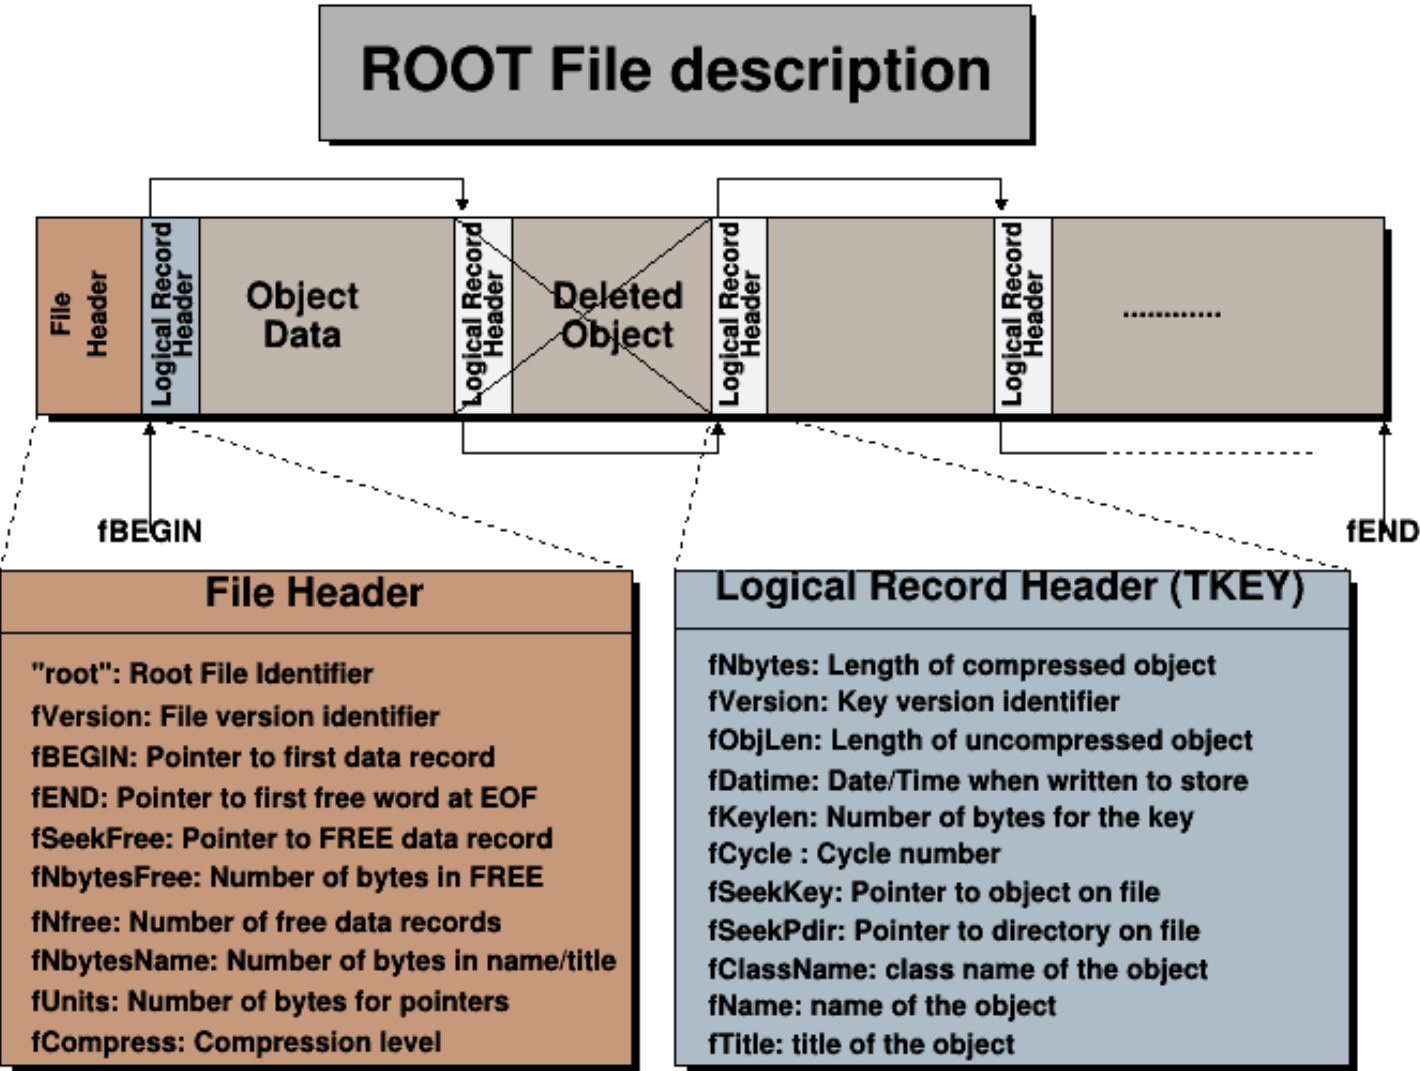 ROOT File description
File
Header
Logical Record
Header
Object
Data
Logical Record
Header
Deleted
Object
Logical Record
Header
Logical Record
Header
............
fBEGIN
fEND
File Header
"root": Root File Identifier
fVersion: File version identifier
fBEGIN: Pointer to first data record
fEND: Pointer to first free word at EOF
fSeekFree: Pointer to FREE data record
fNbytesFree: Number of bytes in FREE
fNfree: Number of free data records
fNbytesName: Number of bytes in name/title
fUnits: Number of bytes for pointers
fCompress: Compression level
Logical Record Header (TKEY)
fNbytes: Length of compressed object
fVersion: Key version identifier
fObjLen: Length of uncompressed object
fDatime: Date/Time when written to store
fKeylen: Number of bytes for the key
fCycle : Cycle number
fSeekKey: Pointer to object on file
fSeekPdir: Pointer to directory on file
fClassName: class name of the object
fName: name of the object
fTitle: title of the object